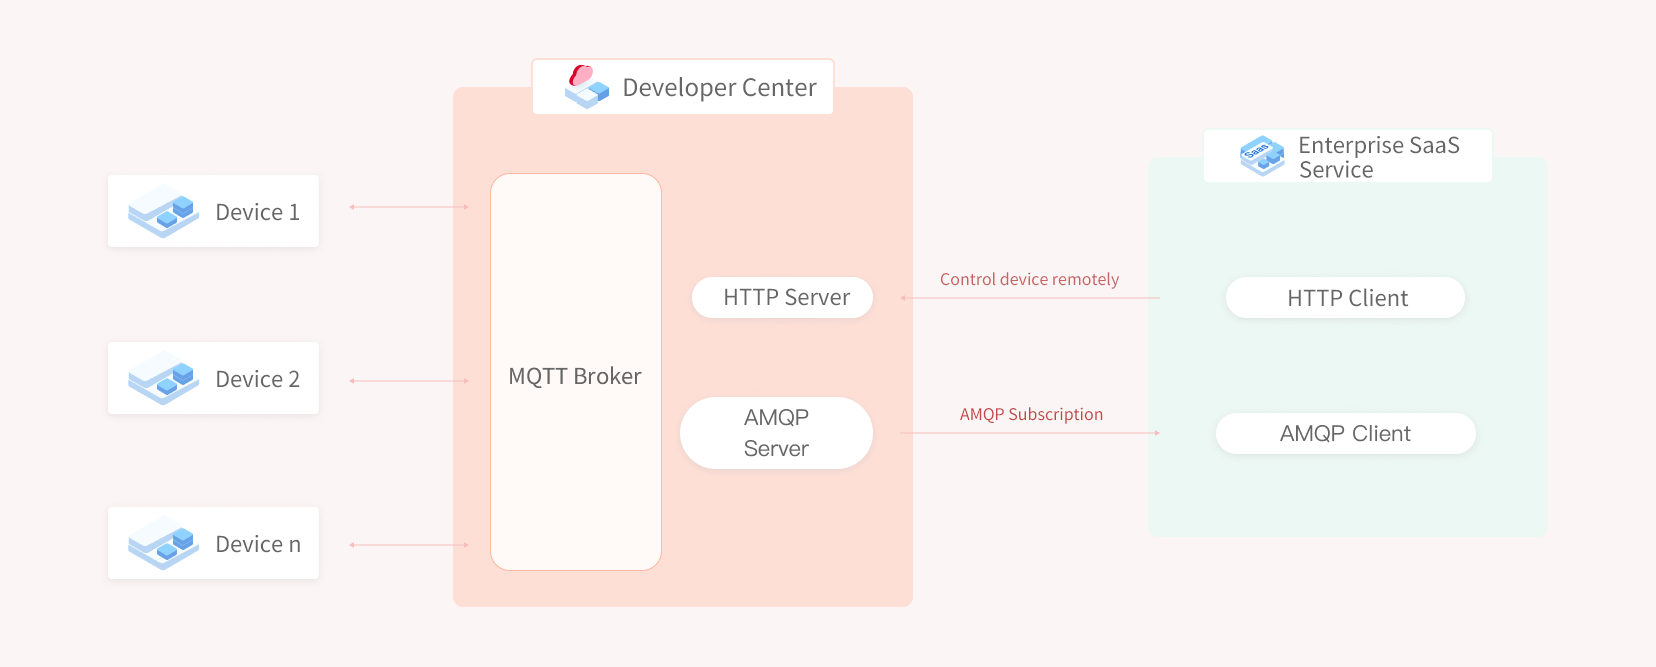 Developer Center
Enterprise SaaS
Service
SaaS
Device 1
Device 2
Device n
MQTT Broker
HTTP Server
AMQP
Server
Control device remotely
AMQP Subscription
HTTP Client
AMQP Client